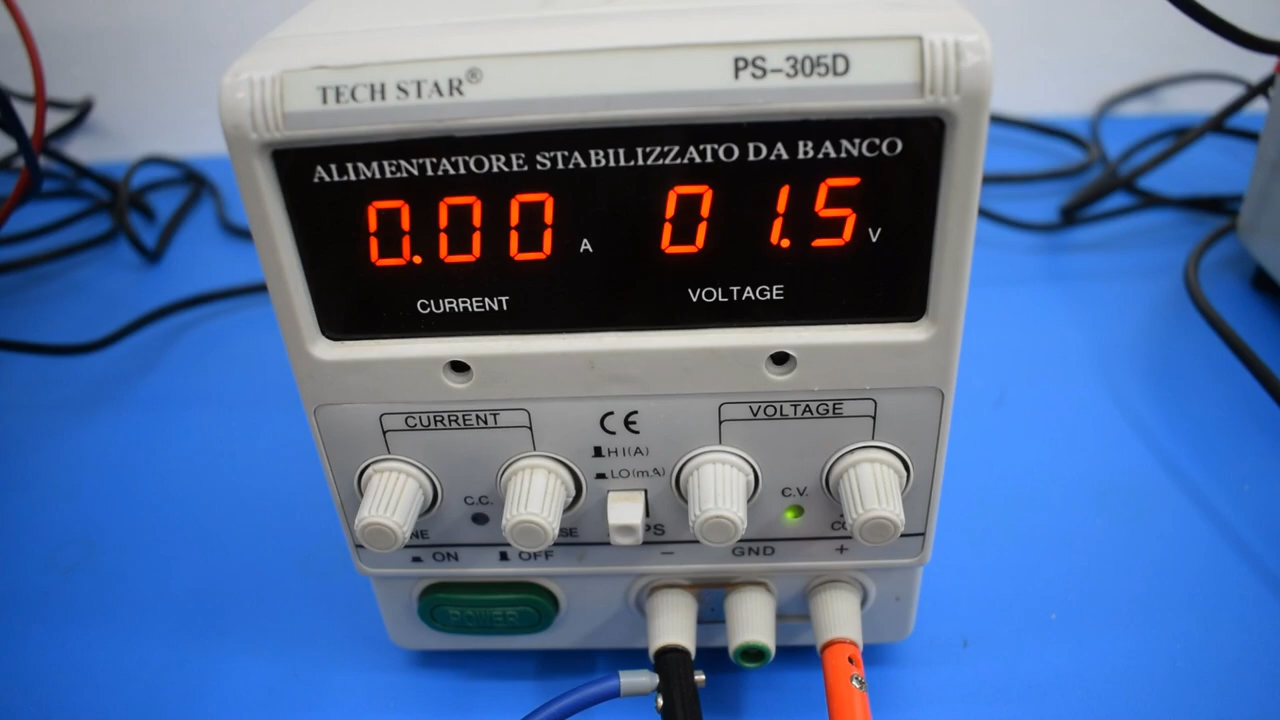 TECH STAR® PS-305D
ALIMENTATORE STABILIZZATO DA BANCO
0.00 A 01.5 V
CURRENT VOLTAGE
CURRENT CE VOLTAGE
HI(A)
LO(mA)
C.C. C.V.
ON OFF - GND +
POWER